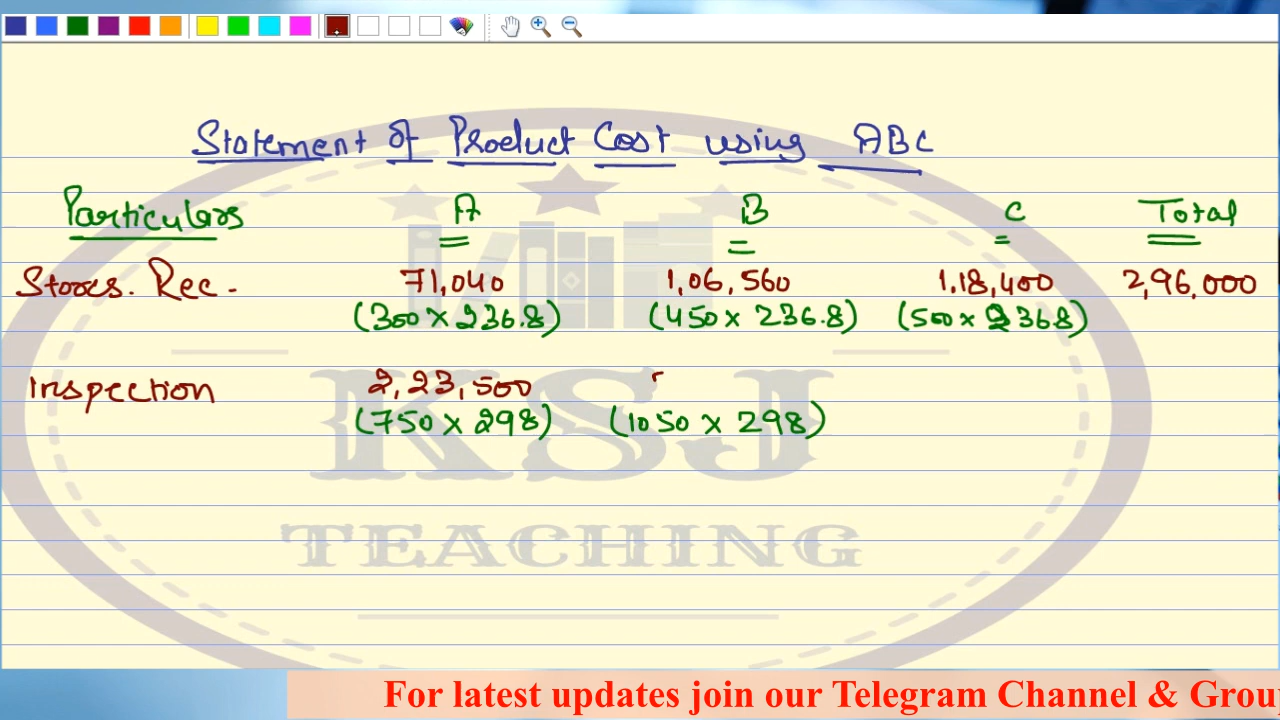 Statement of Product Cost using ABC
Particulars A B C Total
Stores. Rec. 71,040 1,06,560 1,18,400 2,96,000
(300 x 236.8) (450 x 236.8) (500 x 236.8)
Inspection 2,23,500
(750 x 298) (1050 x 298)
KSJ
TEACHING
For latest updates join our Telegram Channel & Grou